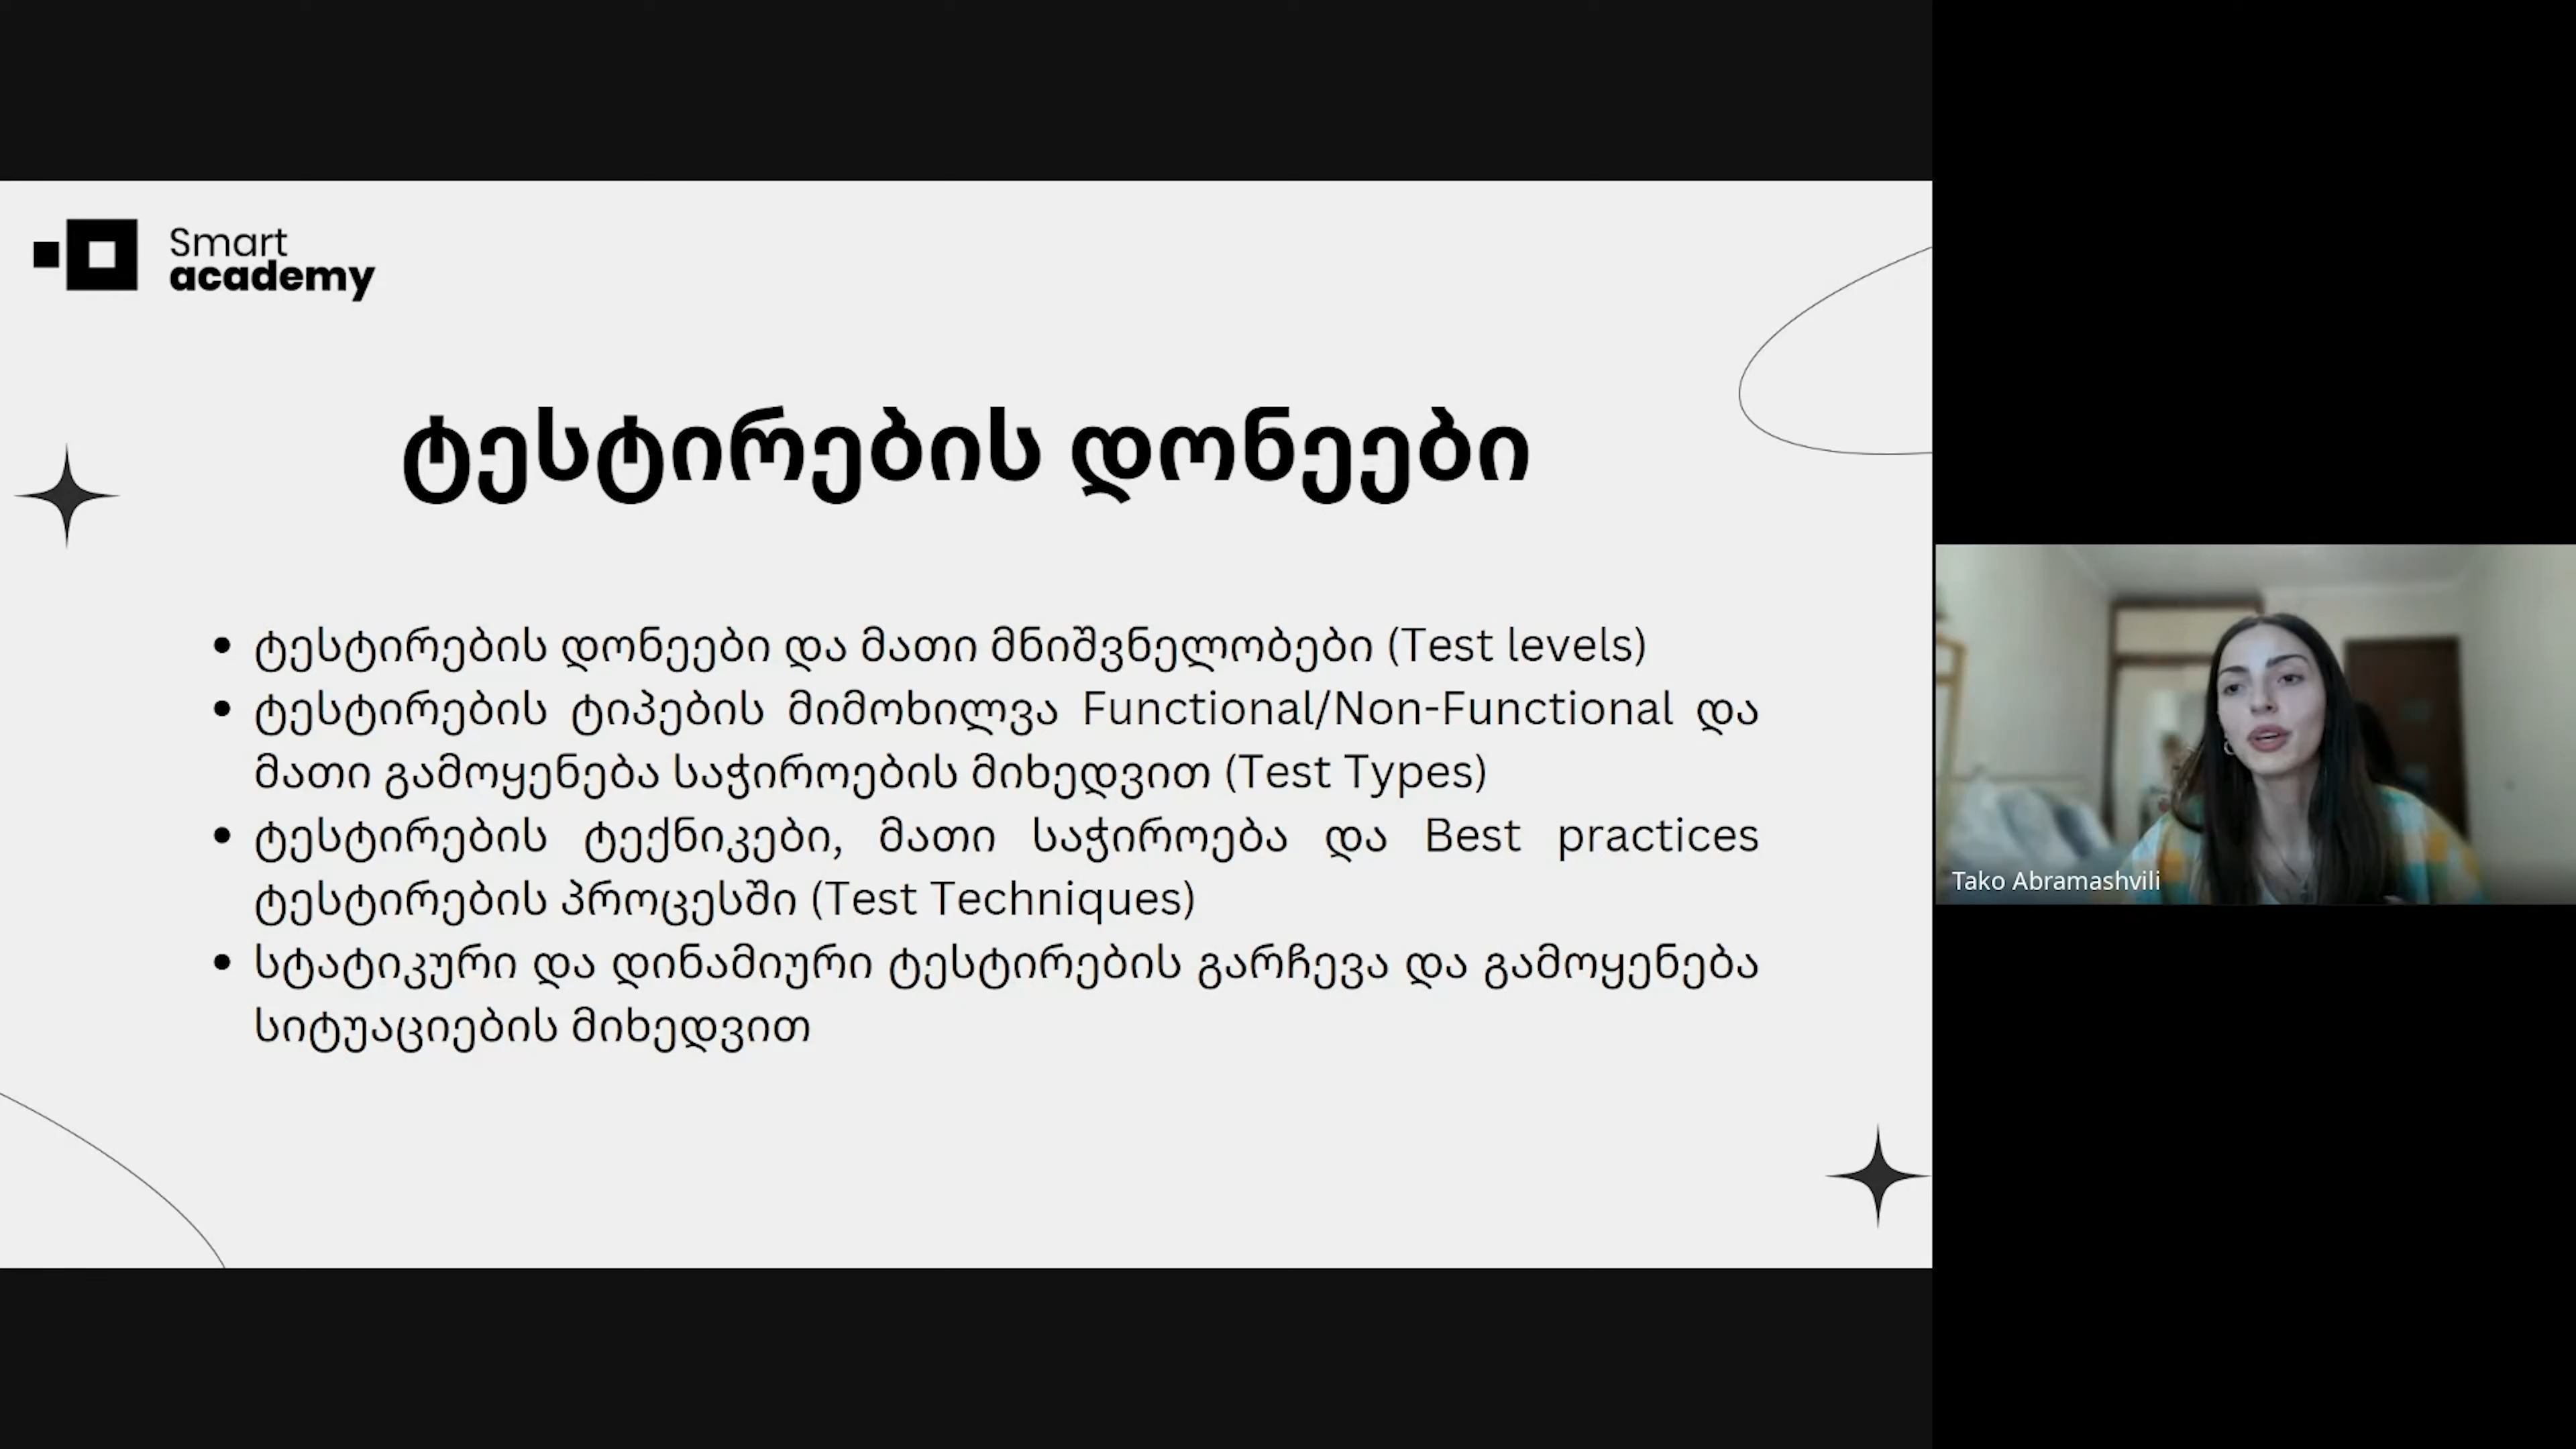 Smart
academy
ტესტირების დონეები
• ტესტირების დონეები და მათი მნიშვნელობები (Test levels)
• ტესტირების ტიპების მიმოხილვა Functional/Non-Functional და
მათი გამოყენება საჭიროების მიხედვით (Test Types)
• ტესტირების ტექნიკები, მათი საჭიროება და Best practices
ტესტირების პროცესში (Test Techniques)
• სტატიკური და დინამიური ტესტირების გარჩევა და გამოყენება
სიტუაციების მიხედვით
Tako Abramashvili